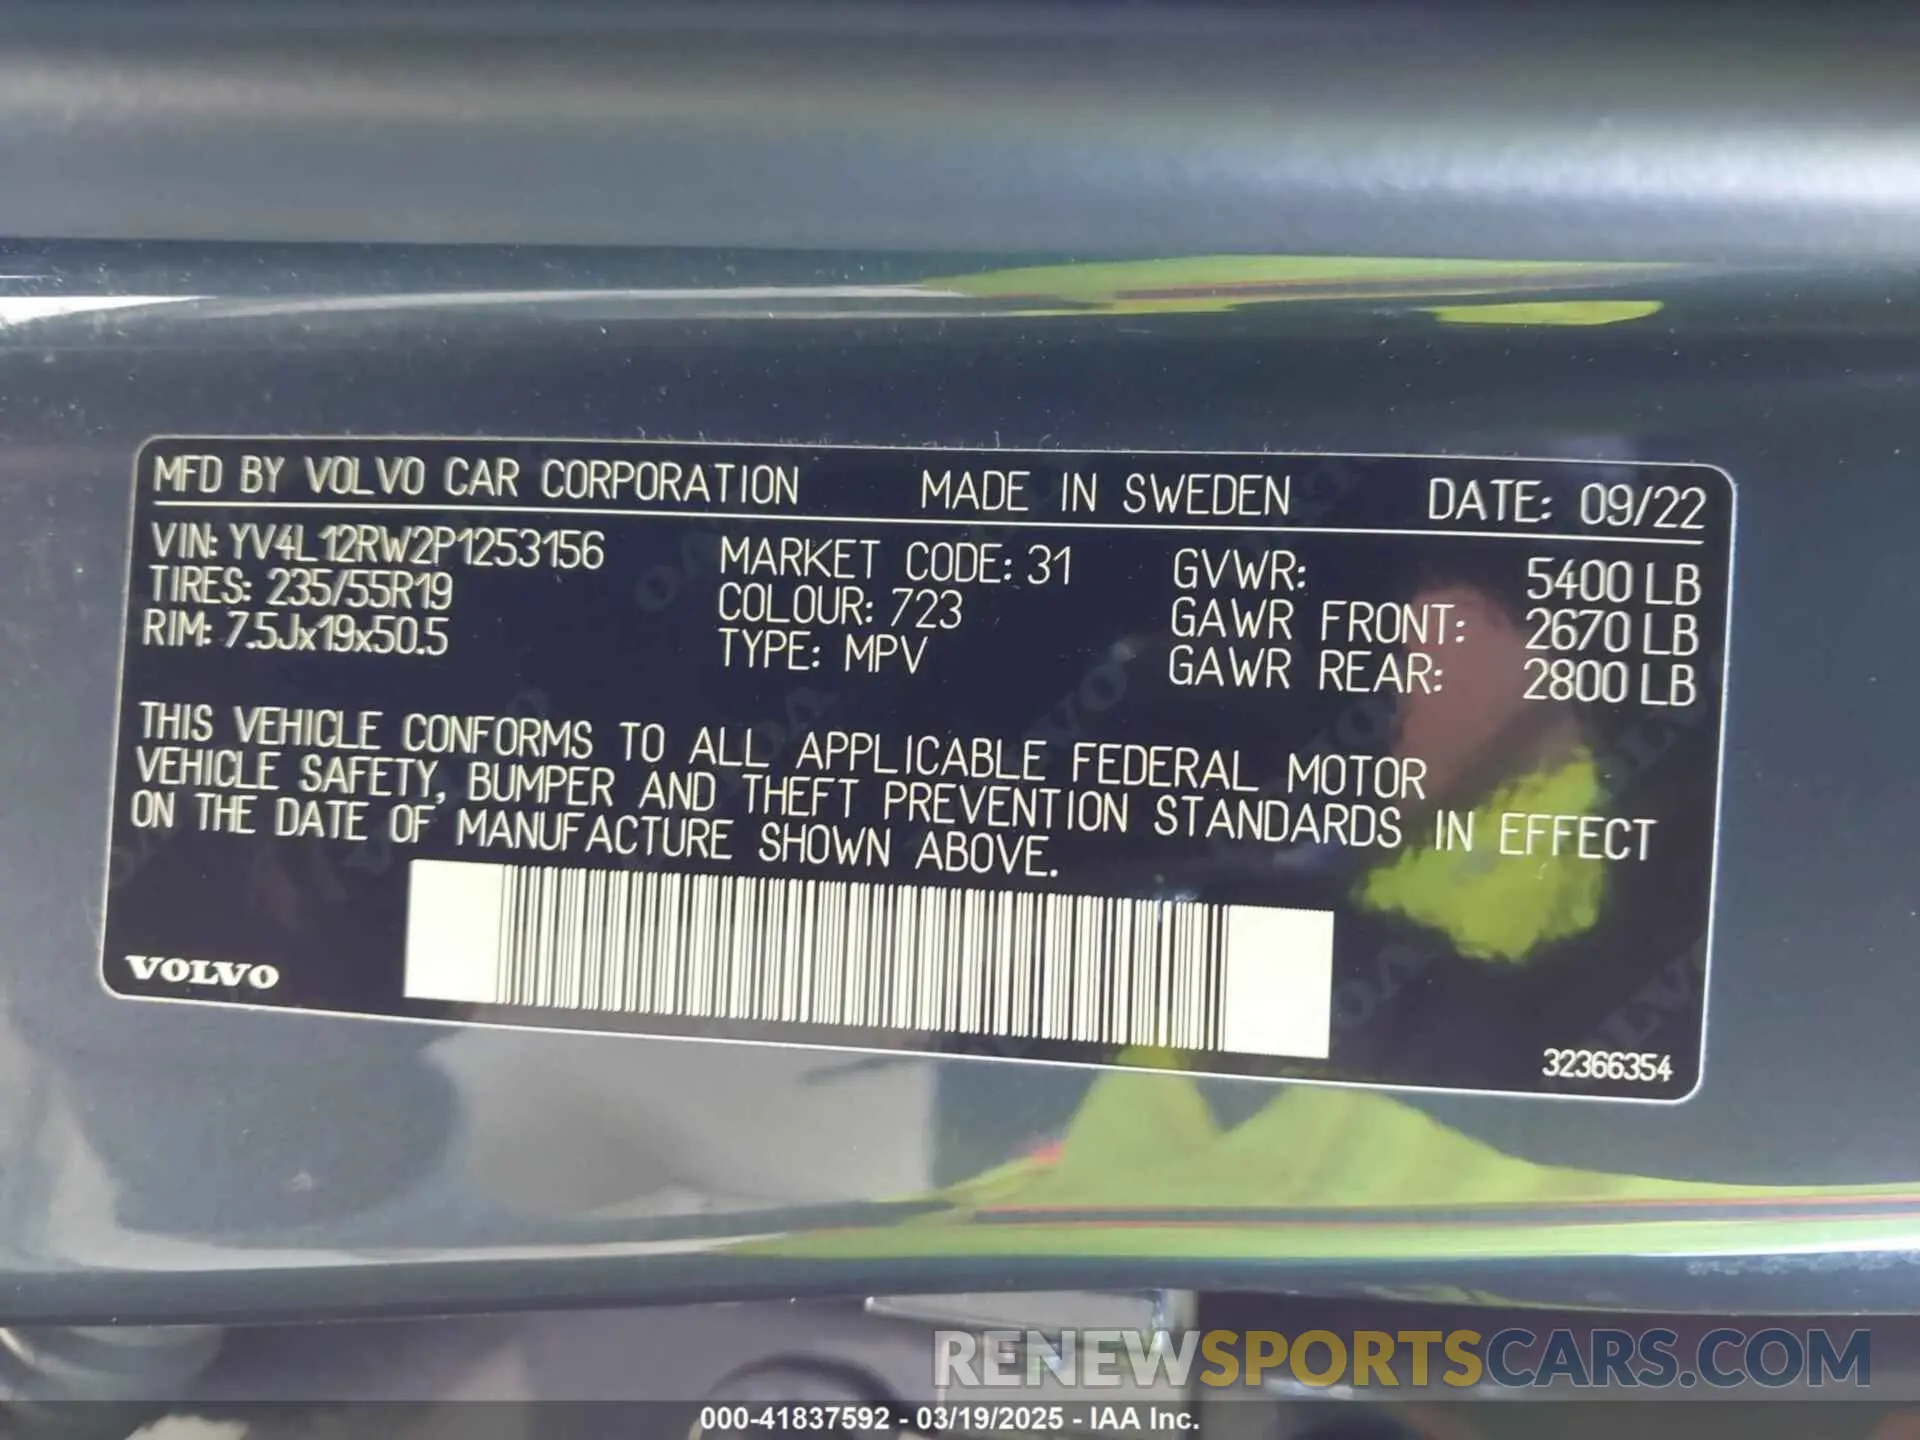 MFD BY VOLVO CAR CORPORATION MADE IN SWEDEN DATE: 09/22
VIN: YV4L12RW2P1253156 MARKET CODE: 31 GVWR: 5400 LB
TIRES: 235/55R19 COLOUR: 723 GAWR FRONT: 2670 LB
RIM: 7.5Jx19x50.5 TYPE: MPV GAWR REAR: 2800 LB
THIS VEHICLE CONFORMS TO ALL APPLICABLE FEDERAL MOTOR
VEHICLE SAFETY, BUMPER AND THEFT PREVENTION STANDARDS IN EFFECT
ON THE DATE OF MANUFACTURE SHOWN ABOVE.
VOLVO
32366354
RENEWSPORTSCARS.COM
000-41837592 - 03/19/2025 - IAA Inc.